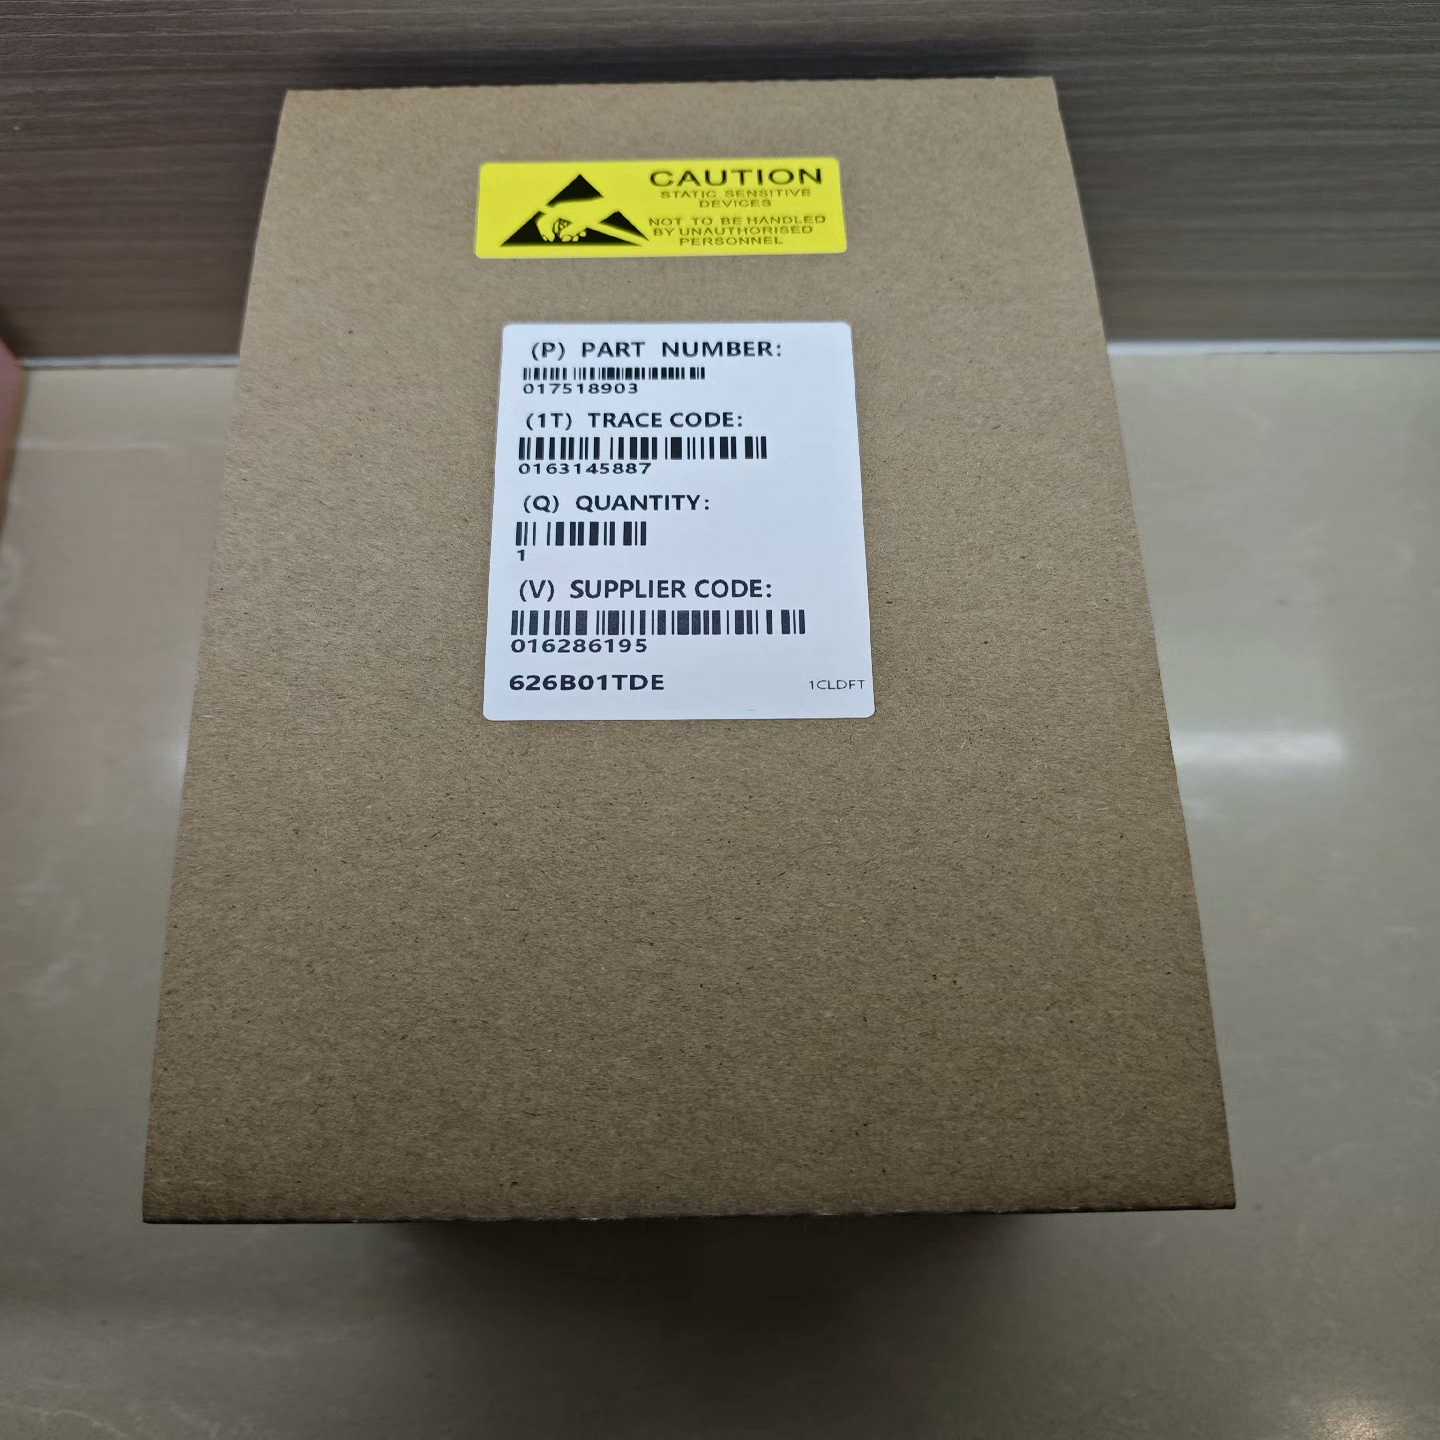 CAUTION
STATIC SENSITIVE
DEVICES
NOT TO BE HANDLED
BY UNAUTHORISED
PERSONNEL
(P) PART NUMBER:
017518903
(1T) TRACE CODE:
0163145887
(Q) QUANTITY:
1
(V) SUPPLIER CODE:
016286195
626B01TDE
1CLDFT